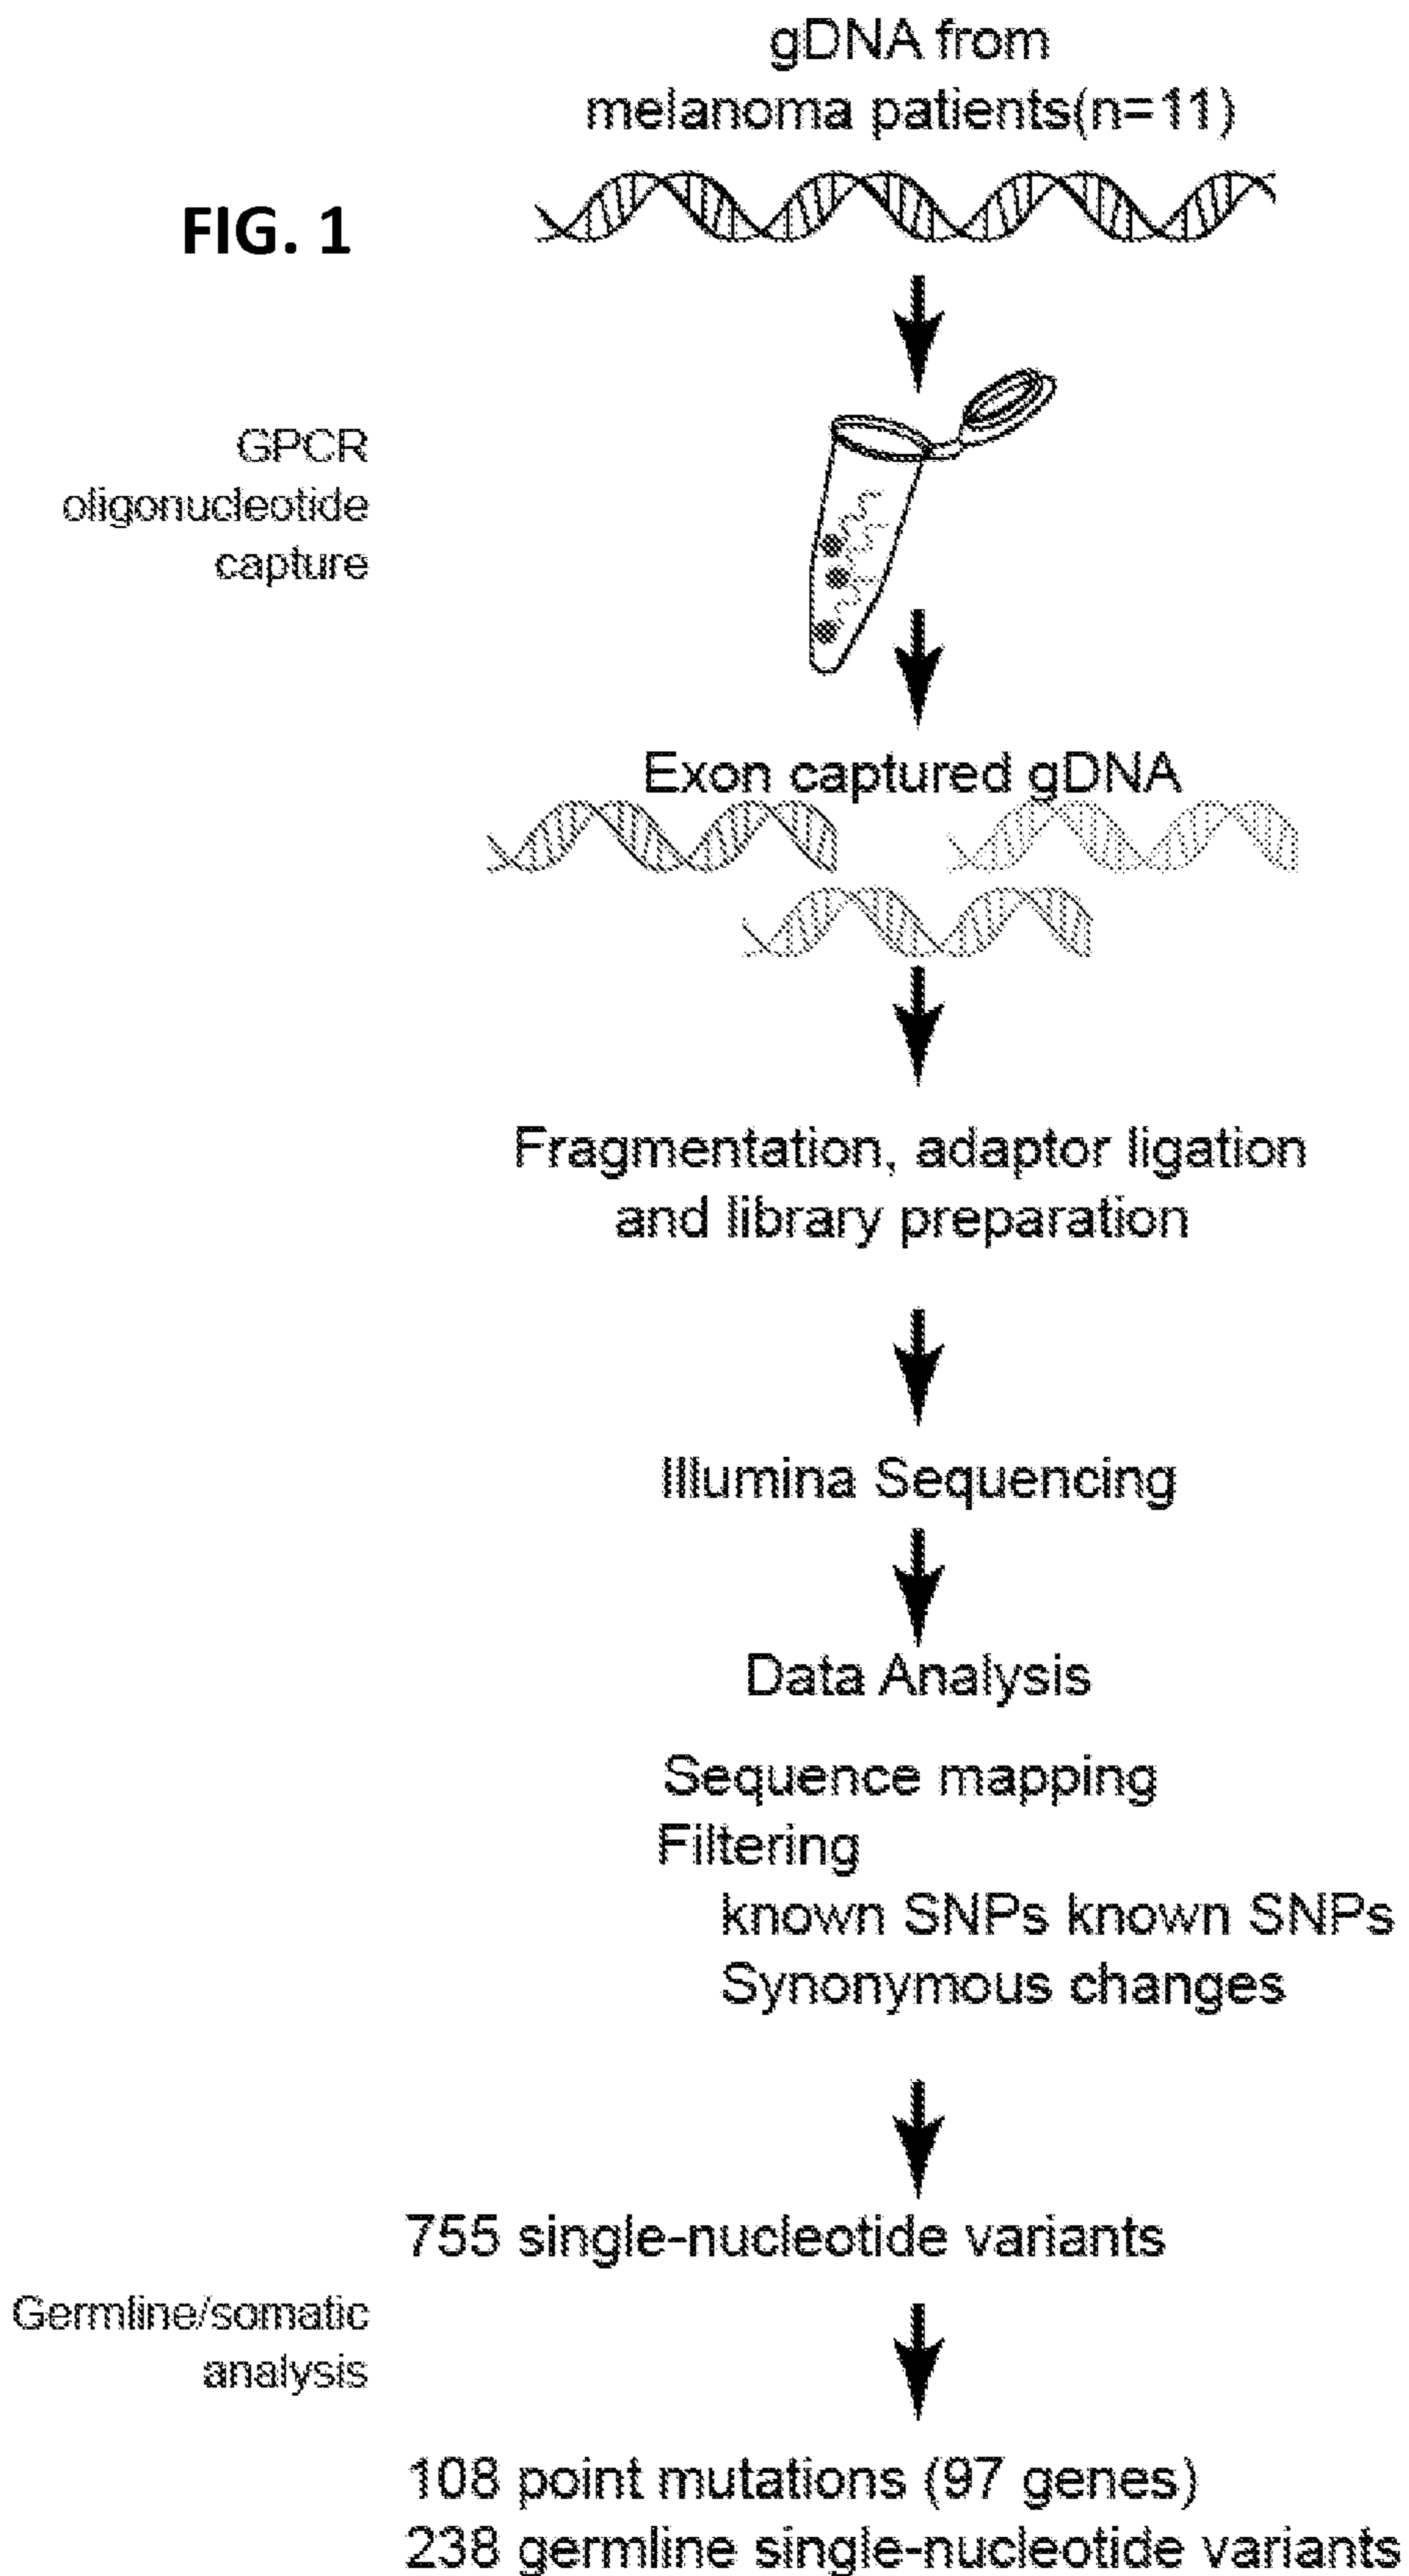 gDNA from
melanoma patients(n=11)
FIG. 1
GPCR
oligonucleotide
capture
Exon captured gDNA
Fragmentation, adaptor ligation
and library preparation
Illumina Sequencing
Data Analysis
Sequence mapping
Filtering
known SNPs known SNPs
Synonymous changes
755 single-nucleotide variants
Germline/somatic
analysis
108 point mutations (97 genes)
238 germline single-nucleotide variants